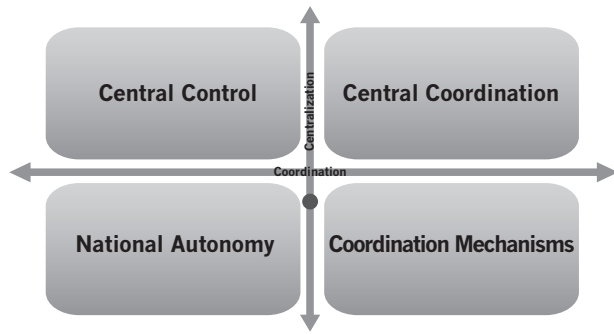 Central Control
Central Coordination
Centralization
Coordination
National Autonomy
Coordination Mechanisms